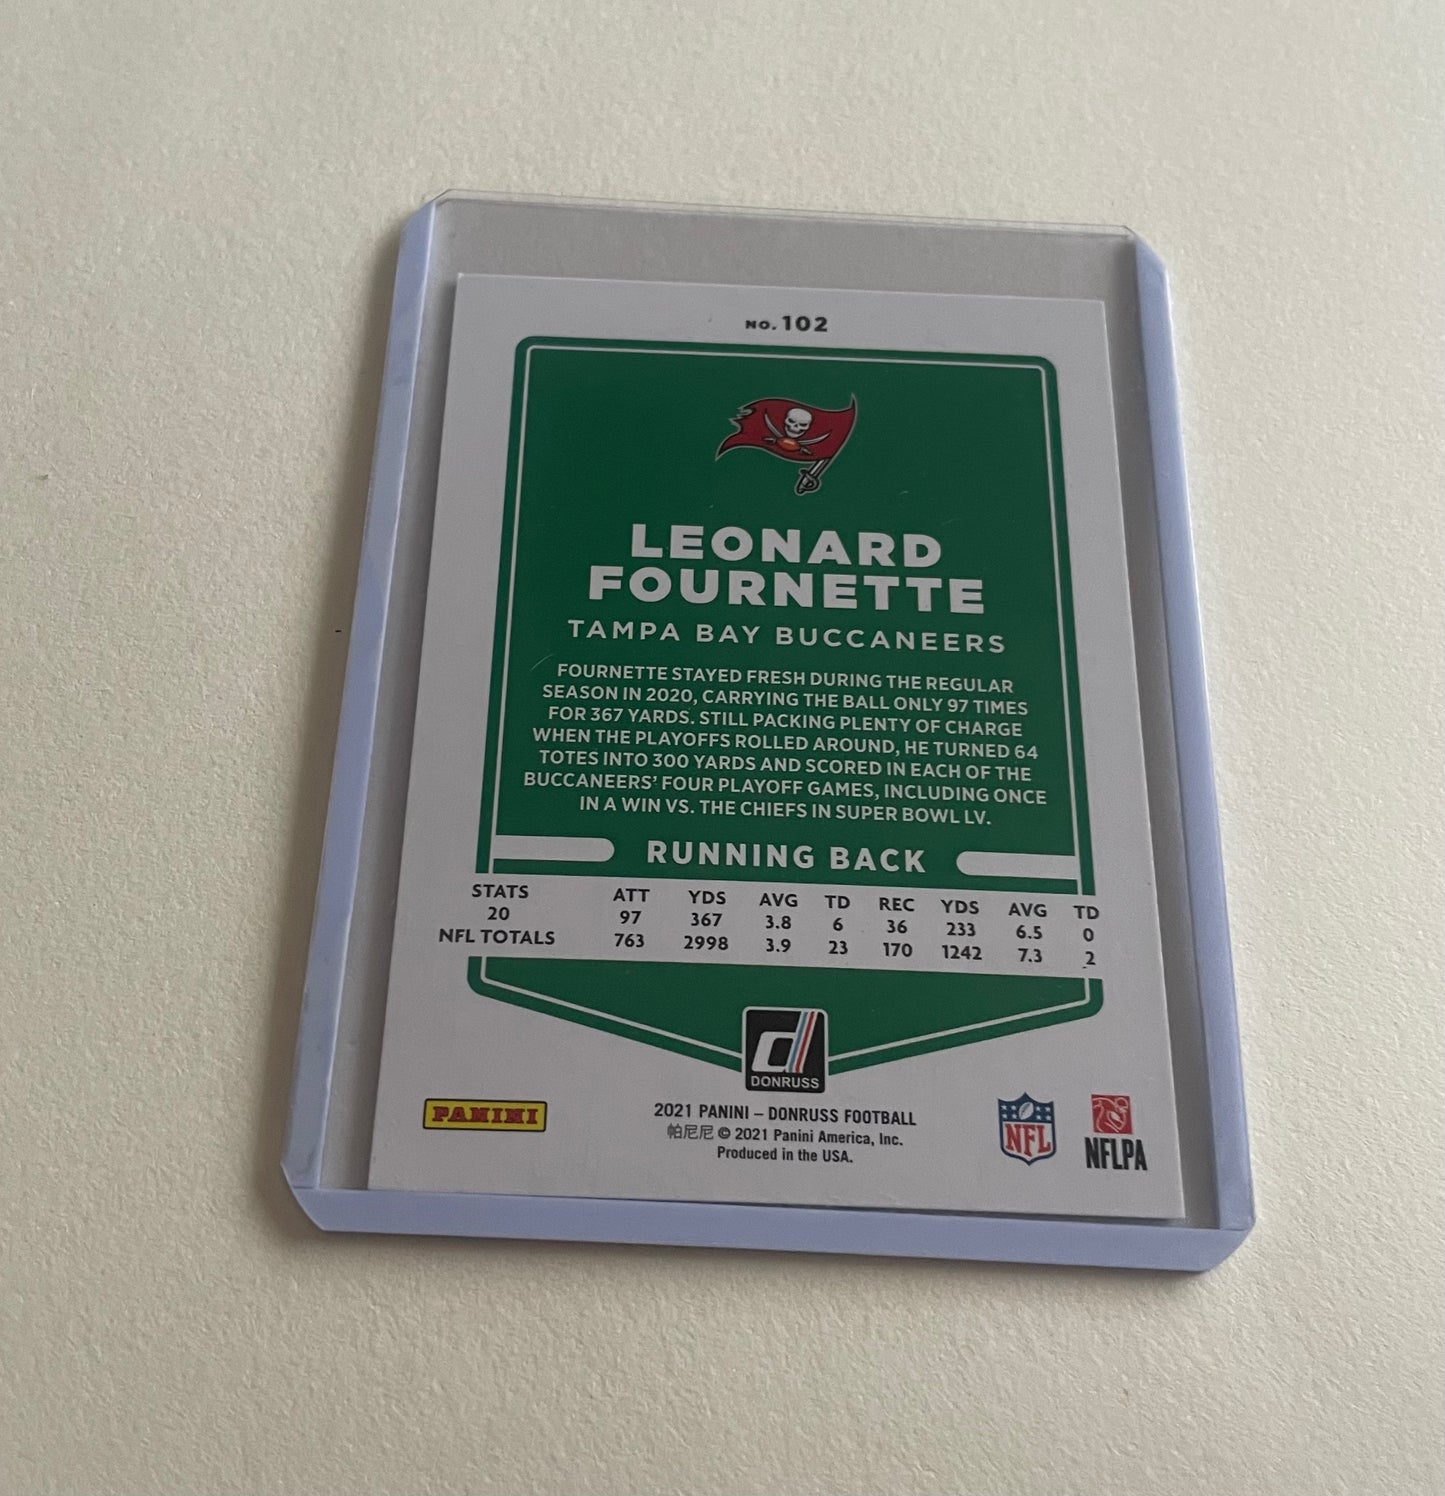 NO. 102
LEONARD
FOURNETTE
TAMPA BAY BUCCANEERS
FOURNETTE STAYED FRESH DURING THE REGULAR
SEASON IN 2020, CARRYING THE BALL ONLY 97 TIMES
FOR 367 YARDS. STILL PACKING PLENTY OF CHARGE
WHEN THE PLAYOFFS ROLLED AROUND, HE TURNED 64
TOTES INTO 300 YARDS AND SCORED IN EACH OF THE
BUCCANEERS' FOUR PLAYOFF GAMES, INCLUDING ONCE
IN A WIN VS. THE CHIEFS IN SUPER BOWL LV.
RUNNING BACK
STATS ATT YDS AVG TD REC YDS AVG TD
20 97 367 3.8 6 36 233 6.5 0
NFL TOTALS 763 2998 3.9 23 170 1242 7.3 2
DONRUSS
PANINI
2021 PANINI – DONRUSS FOOTBALL
帕尼尼 © 2021 Panini America, Inc.
Produced in the USA.
NFL
NFLPA